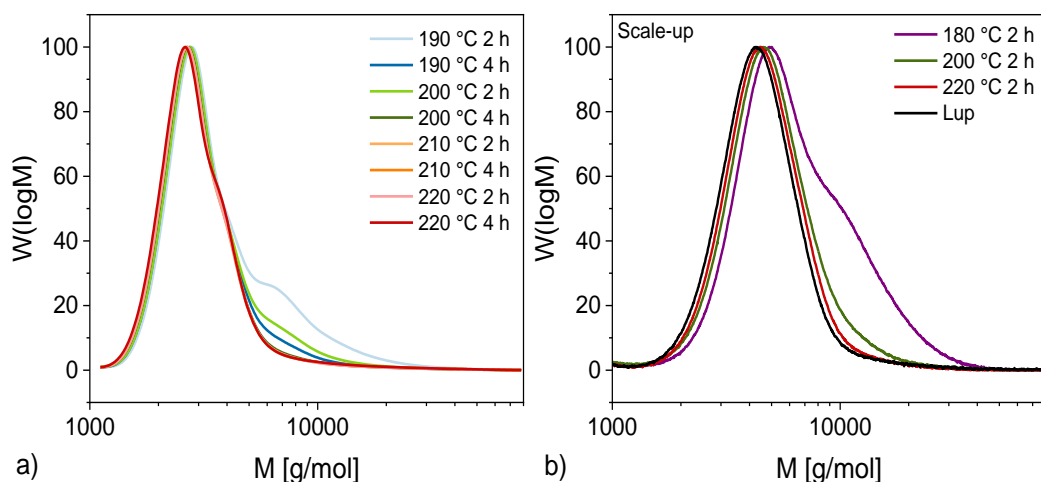 100
80
60
40
20
0
W(logM)
190 °C 2 h
190 °C 4 h
200 °C 2 h
200 °C 4 h
210 °C 2 h
210 °C 4 h
220 °C 2 h
220 °C 4 h
1000
10000
M [g/mol]
a)
Scale-up
100
80
60
40
20
0
W(logM)
180 °C 2 h
200 °C 2 h
220 °C 2 h
Lup
1000
10000
M [g/mol]
b)